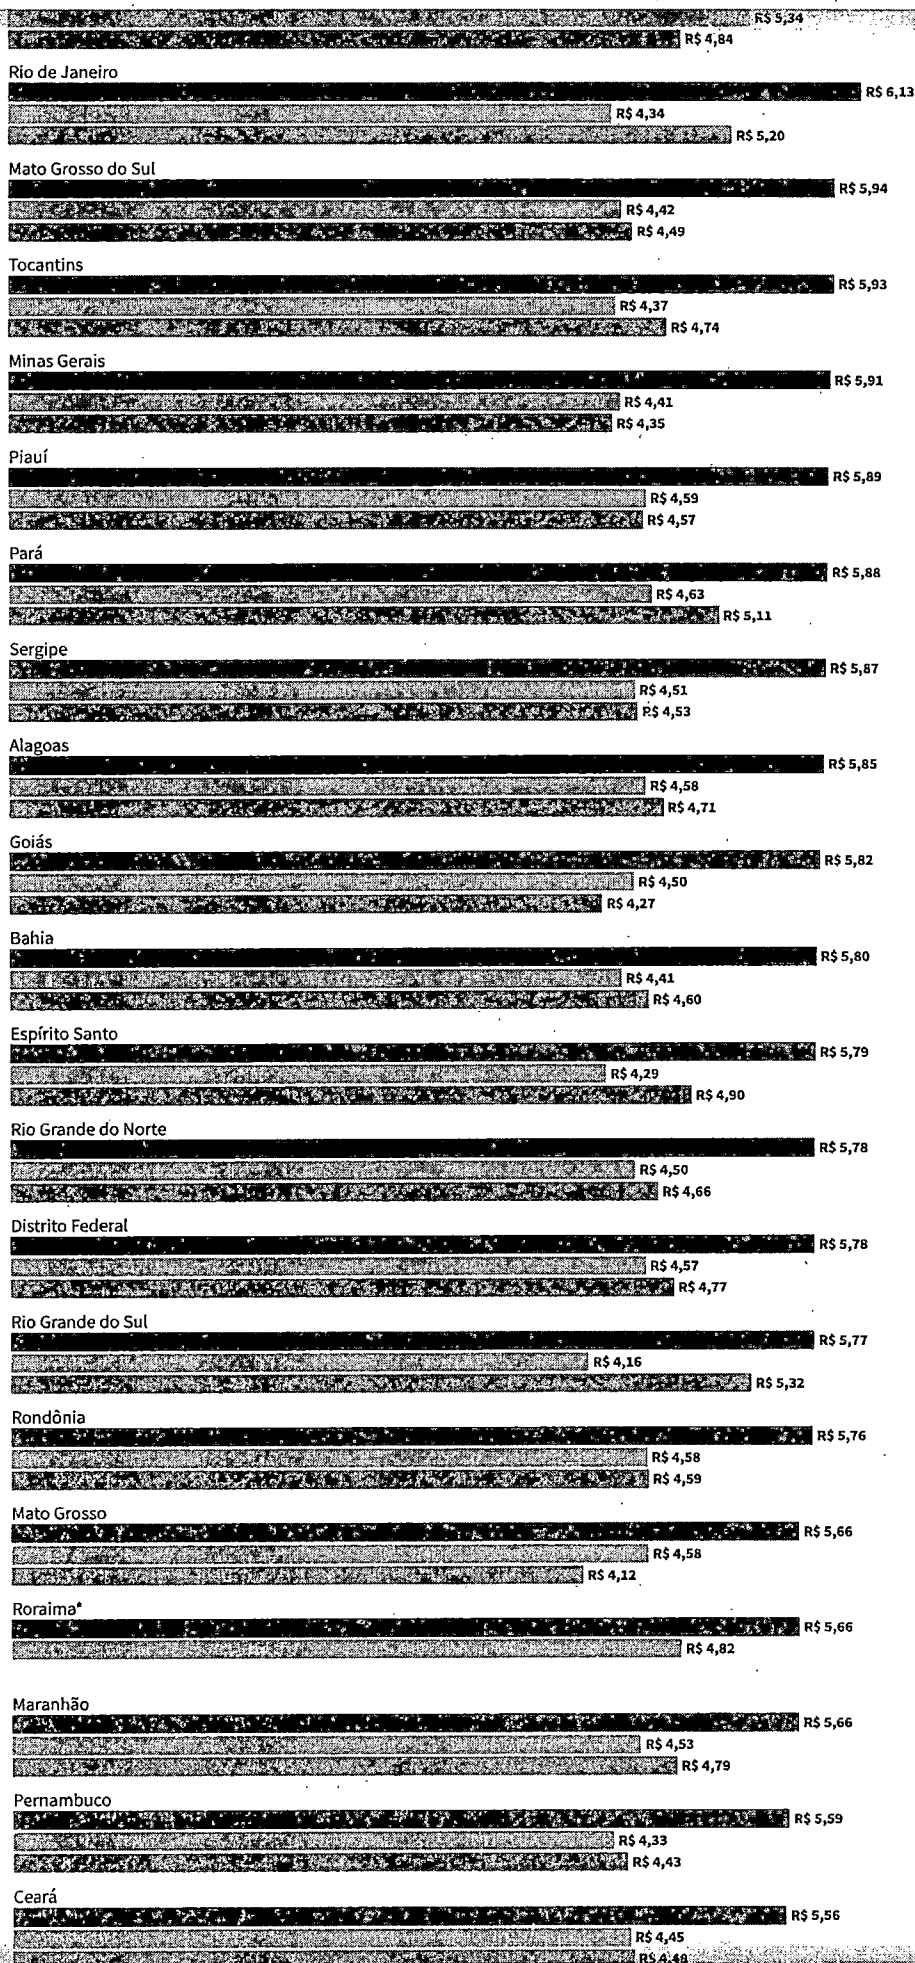 R$ 5,34
R$ 4,84
Rio de Janeiro
R$ 6,13
R$ 4,34
R$ 5,20
Mato Grosso do Sul
R$ 5,94
R$ 4,42
R$ 4,49
Tocantins
R$ 5,93
R$ 4,37
R$ 4,74
Minas Gerais
R$ 5,91
R$ 4,41
R$ 4,35
Piauí
R$ 5,89
R$ 4,59
R$ 4,57
Pará
R$ 5,88
R$ 4,63
R$ 5,11
Sergipe
R$ 5,87
R$ 4,51
R$ 4,53
Alagoas
R$ 5,85
R$ 4,58
R$ 4,71
Goiás
R$ 5,82
R$ 4,50
R$ 4,27
Bahia
R$ 5,80
R$ 4,41
R$ 4,60
Espírito Santo
R$ 5,79
R$ 4,29
R$ 4,90
Rio Grande do Norte
R$ 5,78
R$ 4,50
R$ 4,66
Distrito Federal
R$ 5,78
R$ 4,57
R$ 4,77
Rio Grande do Sul
R$ 5,77
R$ 4,16
R$ 5,32
Rondônia
R$ 5,76
R$ 4,58
R$ 4,59
Mato Grosso
R$ 5,66
R$ 4,58
R$ 4,12
Roraima*
R$ 5,66
R$ 4,82
Maranhão
R$ 5,66
R$ 4,53
R$ 4,79
Pernambuco
R$ 5,59
R$ 4,33
R$ 4,43
Ceará
R$ 5,56
R$ 4,45
R$ 4,48